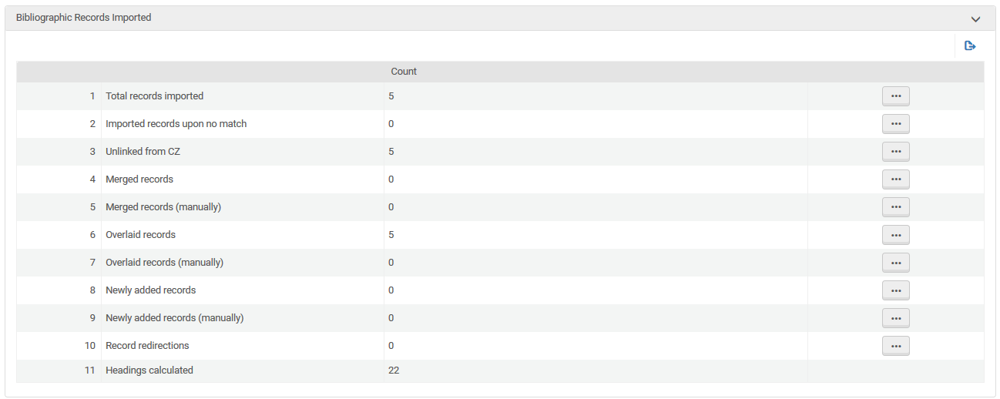 Bibliographic Records Imported
Count
1 Total records imported 5
2 Imported records upon no match 0
3 Unlinked from CZ 5
4 Merged records 0
5 Merged records (manually) 0
6 Overlaid records 5
7 Overlaid records (manually) 0
8 Newly added records 0
9 Newly added records (manually) 0
10 Record redirections 0
11 Headings calculated 22